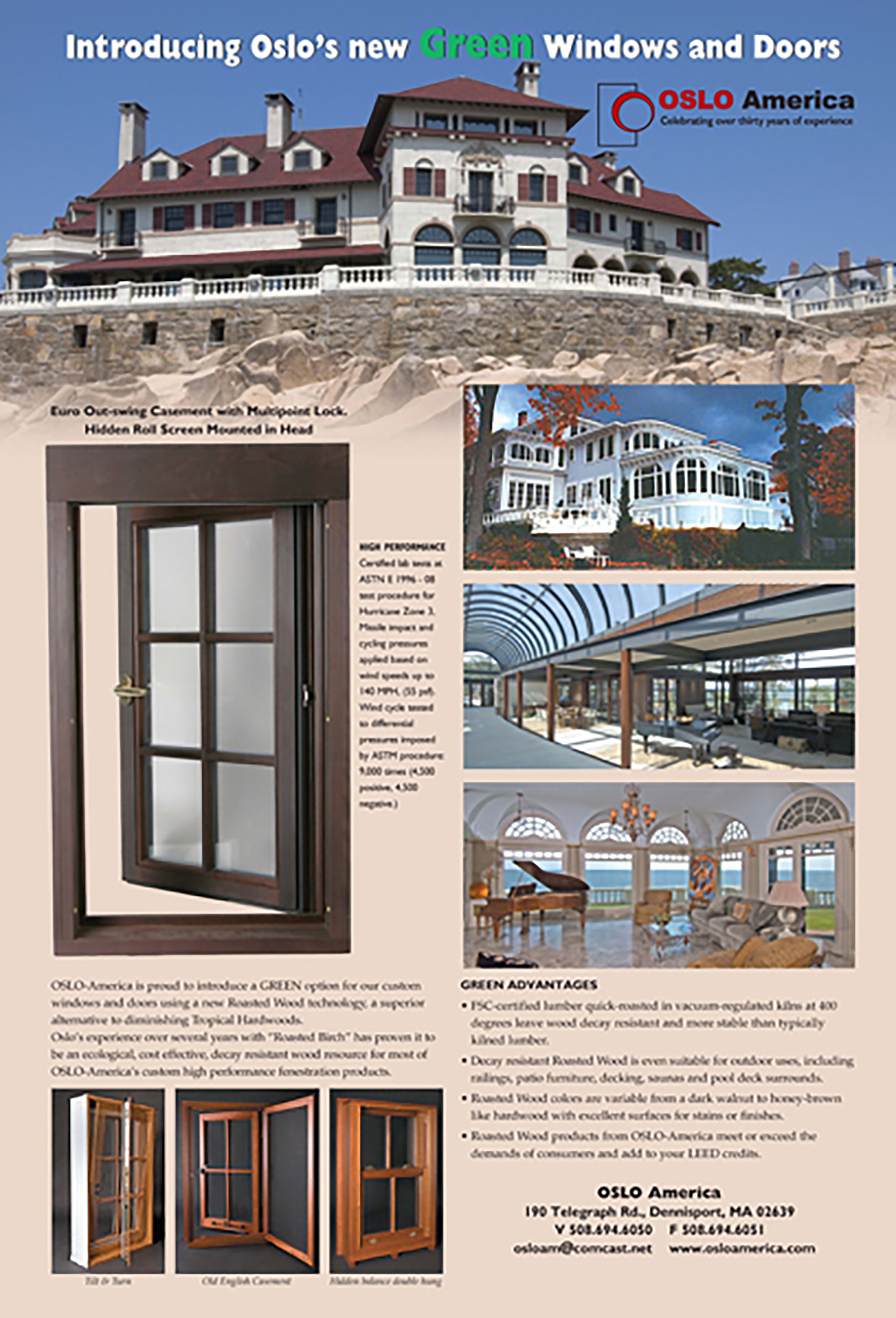 Introducing Oslo's new Green Windows and Doors
OSLO America
Celebrating over thirty years of experience
Euro Out-swing Casement with Multipoint Lock.
Hidden Roll Screen Mounted in Head
HIGH PERFORMANCE
Certified lab tests at
ASTN E 1996 - 08
test procedure for
Hurricane Zone 3.
Missile impact and
cycling pressures
applied based on
wind speeds up to
140 MPH, (55 psf).
Wind cycle tested
to differential
pressures imposed
by ASTM procedure:
9,000 times (4,500
positive, 4,500
negative.)
OSLO-America is proud to introduce a GREEN option for our custom
windows and doors using a new Roasted Wood technology, a superior
alternative to diminishing Tropical Hardwoods.
Oslo's experience over several years with "Roasted Birch" has proven it to
be an ecological, cost effective, decay resistant wood resource for most of
OSLO-America's custom high performance fenestration products.
Tilt & Turn
Old English Casement
Hidden balance double hung
GREEN ADVANTAGES
• FSC-certified lumber quick-roasted in vacuum-regulated kilns at 400
degrees leave wood decay resistant and more stable than typically
kilned lumber.
• Decay resistant Roasted Wood is even suitable for outdoor uses, including
railings, patio furniture, decking, saunas and pool deck surrounds.
• Roasted Wood colors are variable from a dark walnut to honey-brown
like hardwood with excellent surfaces for stains or finishes.
• Roasted Wood products from OSLO-America meet or exceed the
demands of consumers and add to your LEED credits.
OSLO America
190 Telegraph Rd., Dennisport, MA 02639
V 508.694.6050 F 508.694.6051
osloam@comcast.net www.osloamerica.com